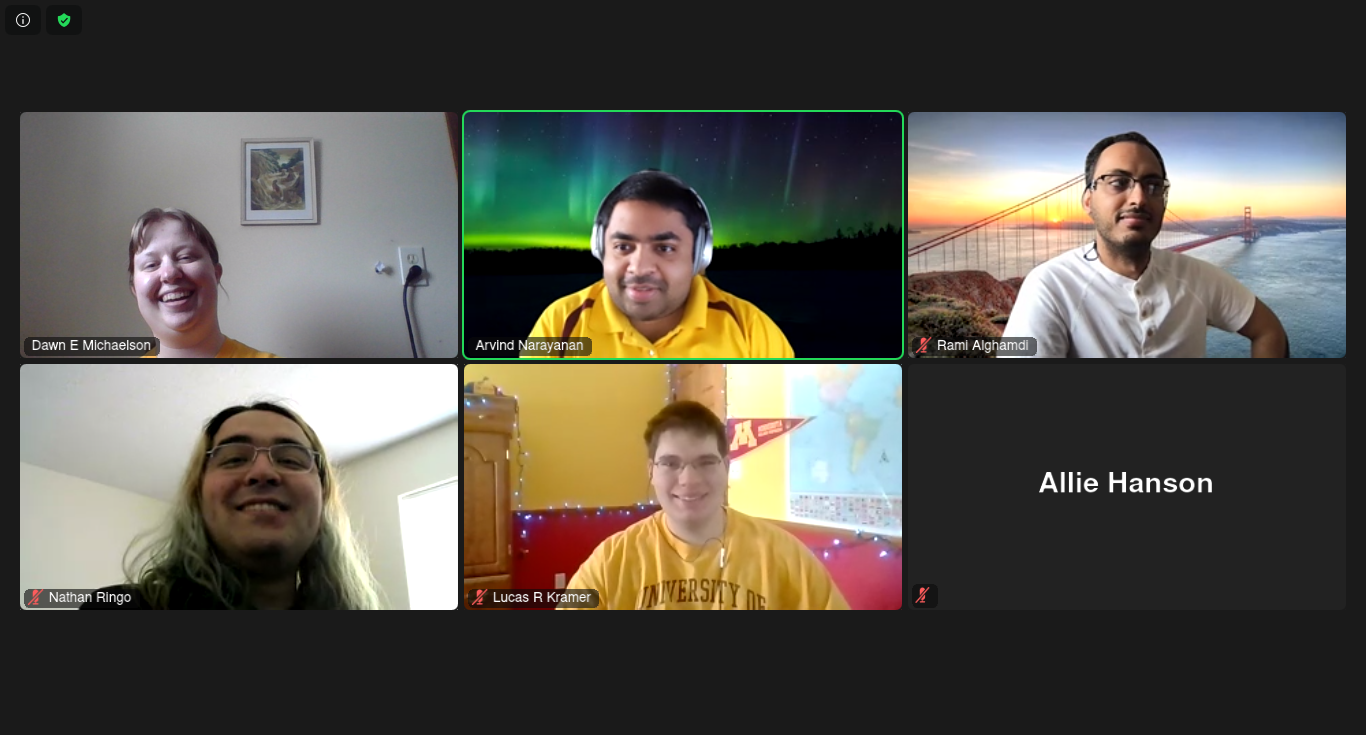 Dawn E Michaelson
Arvind Narayanan
Rami Alghamdi
M
Nathan Ringo
UNIVERSITY OF
Lucas R Kramer
Allie Hanson